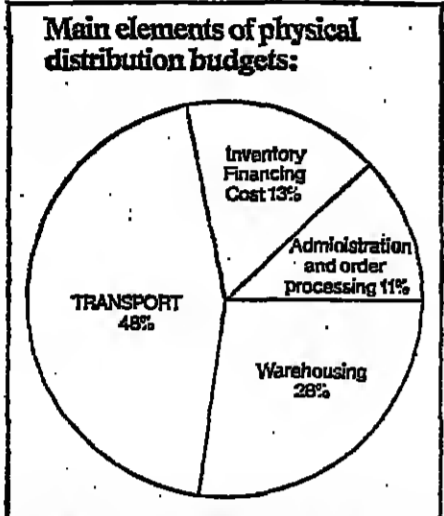 Main elements of physical
distribution budgets:
Inventory
Financing
Cost 13%
Administration
and order
processing 11%
TRANSPORT
48%
Warehousing
28%